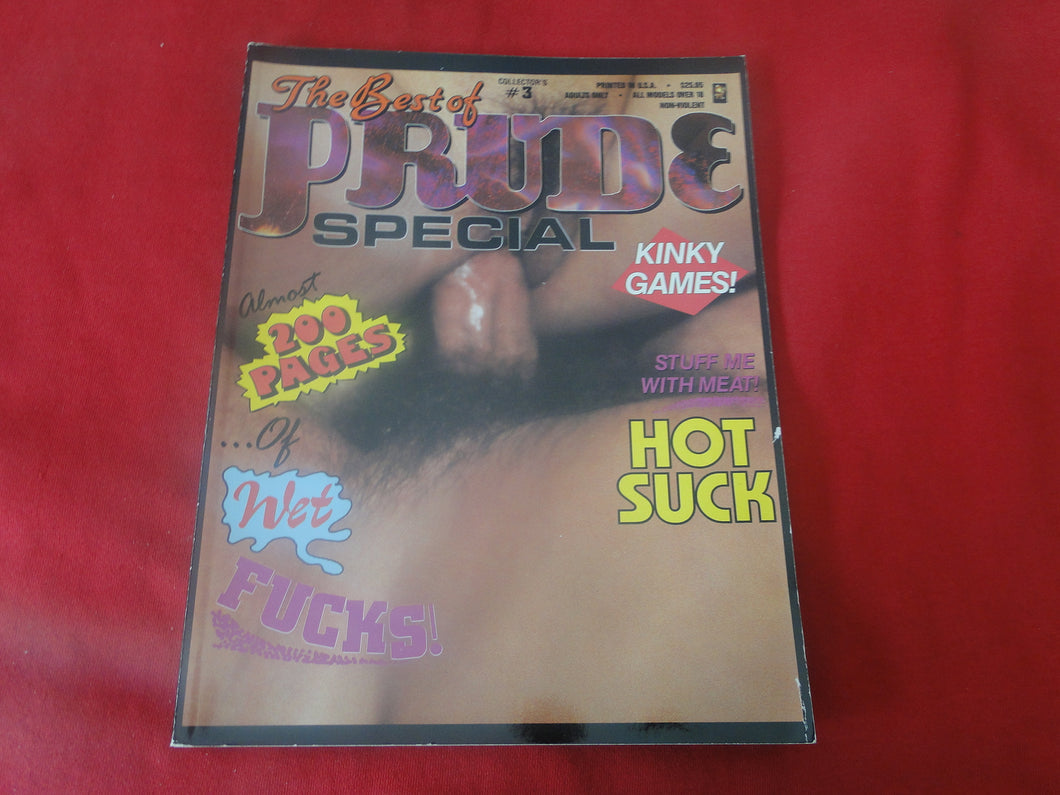 The Best of
COLLECTOR'S
#3
PRINTED IN U.S.A. • $25.95
ADULTS ONLY • ALL MODELS OVER 18
NON-VIOLENT
PRUDE
SPECIAL
KINKY
GAMES!
Almost
200
PAGES
STUFF ME
WITH MEAT!
...Of
HOT
SUCK
Wet
FUCKS!